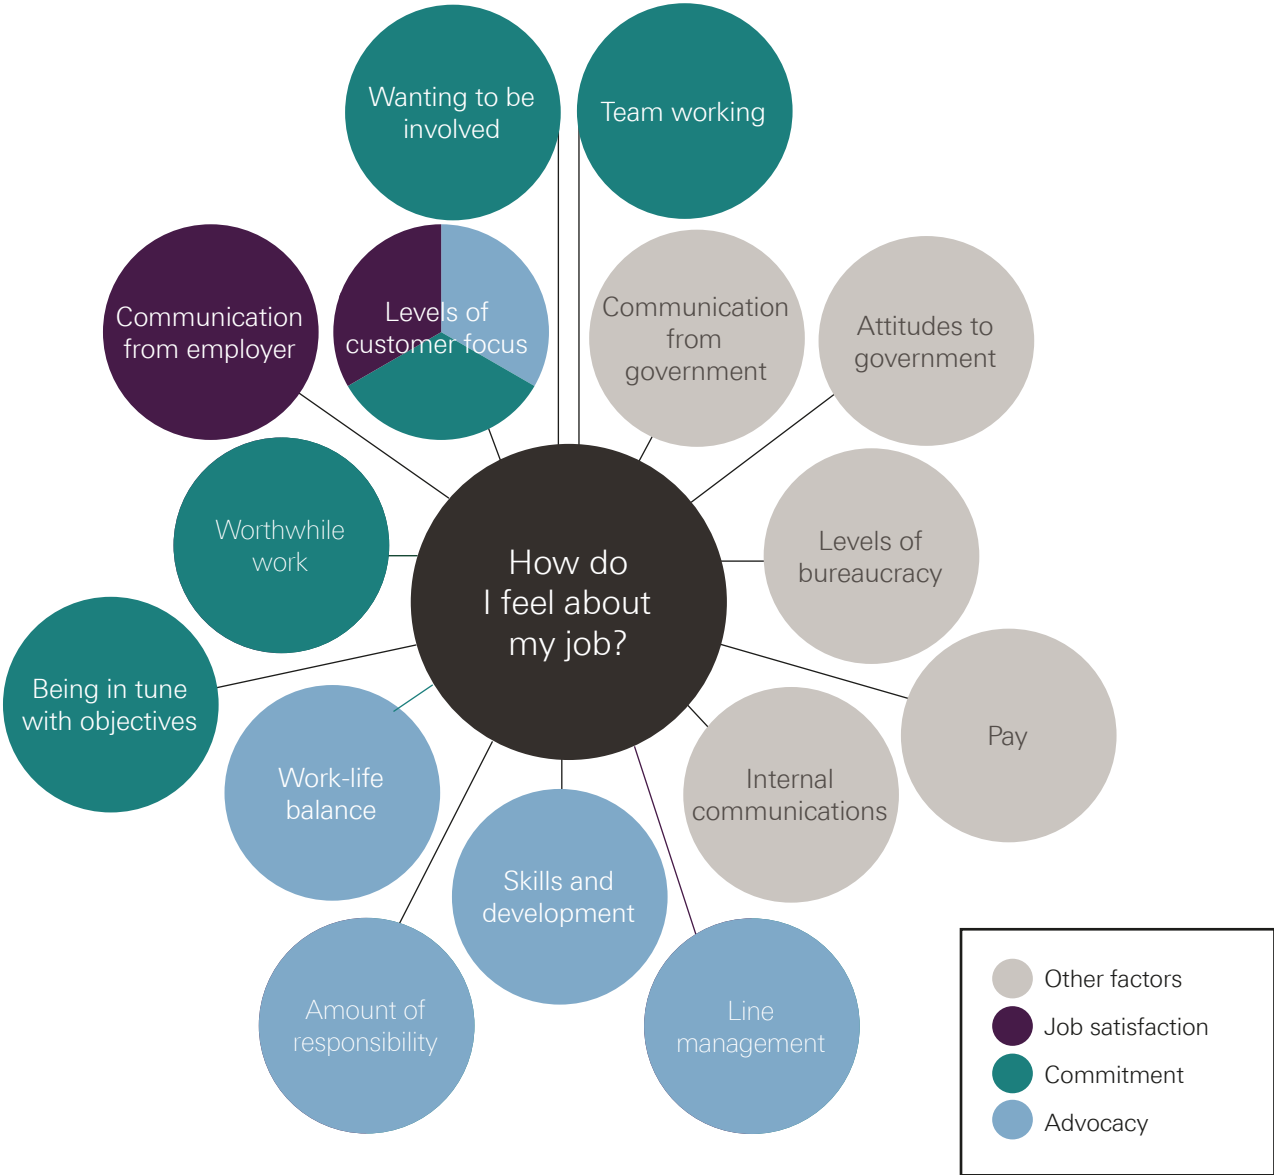 Wanting to be
involved
Team working
Communication
from employer
Levels of
customer focus
Communication
from
government
Attitudes to
government
Worthwhile
work
How do
I feel about
my job?
Levels of
bureaucracy
Being in tune
with objectives
Work-life
balance
Internal
communications
Pay
Skills and
development
Amount of
responsibility
Line
management
Other factors
Job satisfaction
Commitment
Advocacy